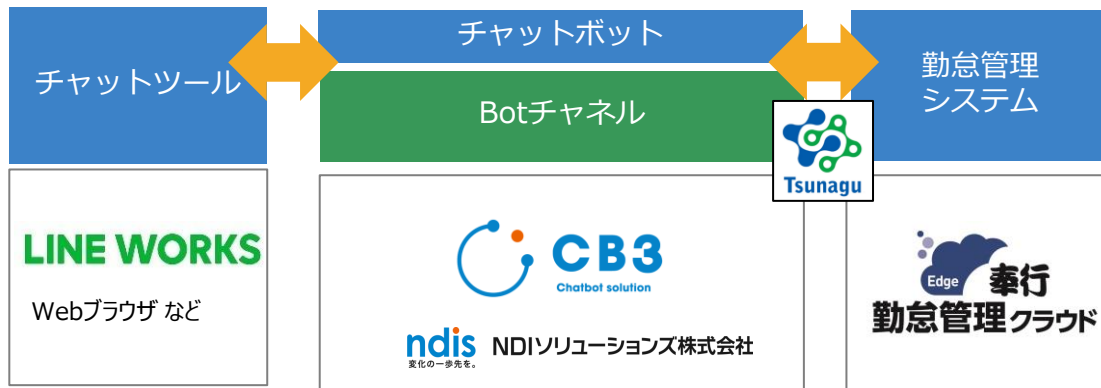 チャットツール
チャットボット
Botチャネル
勤怠管理
システム
Tsunagu
LINE WORKS
Webブラウザ など
CB3
Chatbot solution
ndis NDIソリューションズ株式会社
変化の一歩先を。
Edge 奉行
勤怠管理クラウド